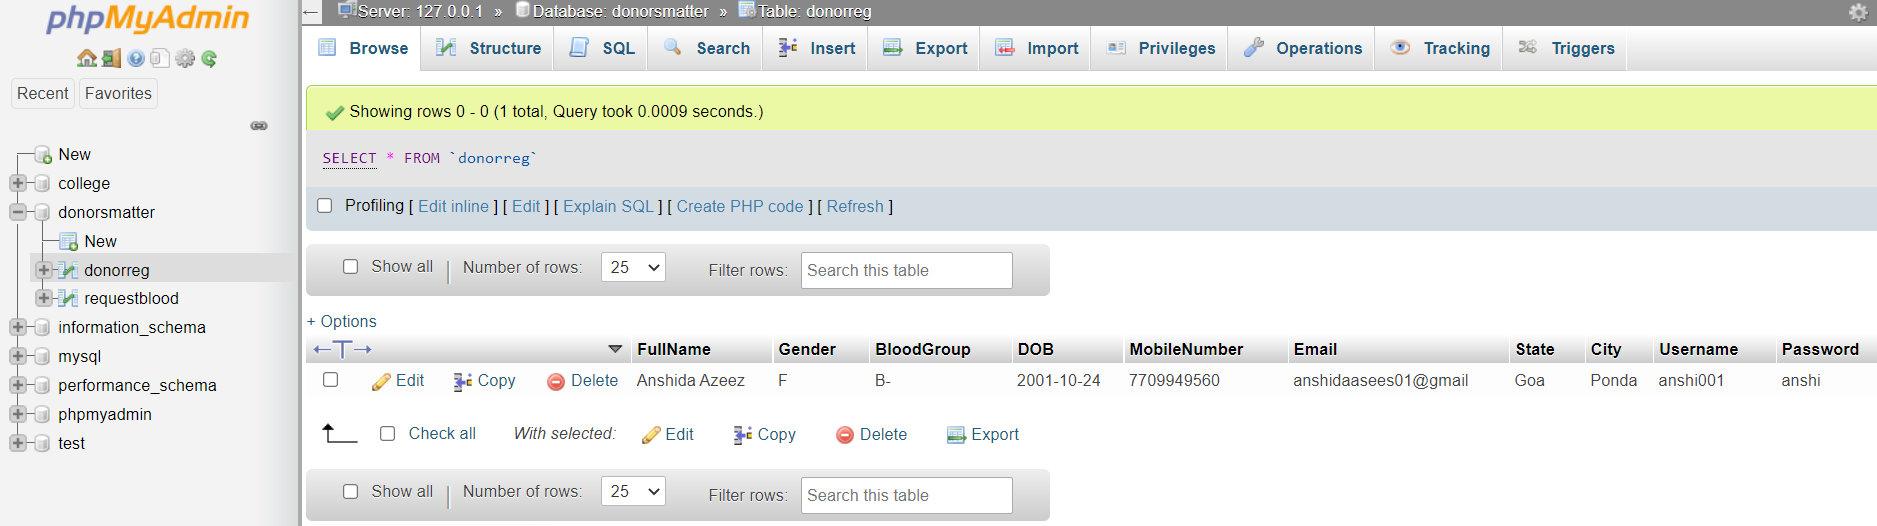 phpMyAdmin
Recent Favorites
New
college
donorsmatter
New
donorreg
requestblood
information_schema
mysql
performance_schema
phpmyadmin
test
Server: 127.0.0.1 » Database: donorsmatter » Table: donorreg
Browse Structure SQL Search Insert Export Import Privileges Operations Tracking Triggers
Showing rows 0 - 0 (1 total, Query took 0.0009 seconds.)
SELECT * FROM `donorreg`
Profiling [ Edit inline ] [ Edit ] [ Explain SQL ] [ Create PHP code ] [ Refresh ]
Show all Number of rows: 25 Filter rows: Search this table
+ Options
FullName Gender BloodGroup DOB MobileNumber Email State City Username Password
Edit Copy Delete Anshida Azeez F B- 2001-10-24 7709949560 anshidaasees01@gmail Goa Ponda anshi001 anshi
Check all With selected: Edit Copy Delete Export
Show all Number of rows: 25 Filter rows: Search this table